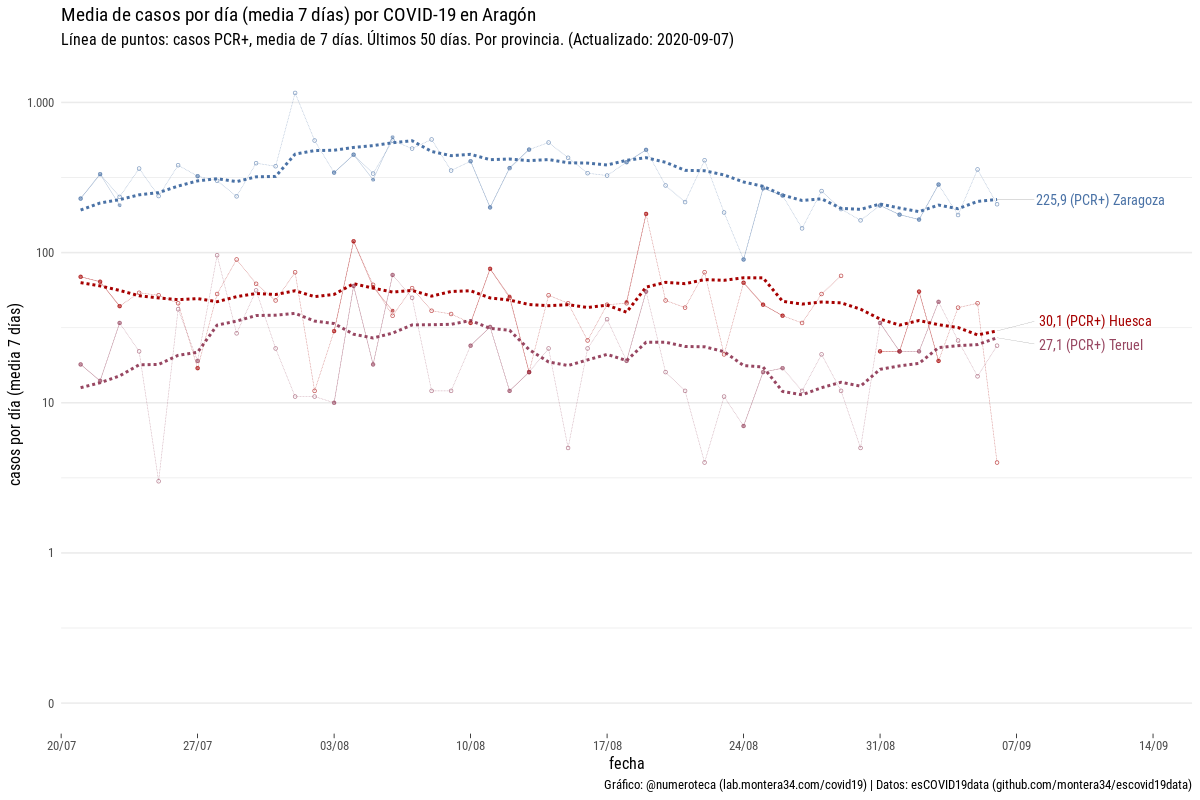 Media de casos por día (media 7 días) por COVID-19 en Aragón
Línea de puntos: casos PCR+, media de 7 días. Últimos 50 días. Por provincia. (Actualizado: 2020-09-07)
casos por día (media 7 días)
1.000
100
10
1
0
225,9 (PCR+) Zaragoza
30,1 (PCR+) Huesca
27,1 (PCR+) Teruel
20/07
27/07
03/08
10/08
17/08
24/08
31/08
07/09
14/09
fecha
Gráfico: @numeroteca (lab.montera34.com/covid19) | Datos: esCOVID19data (github.com/montera34/escovid19data)